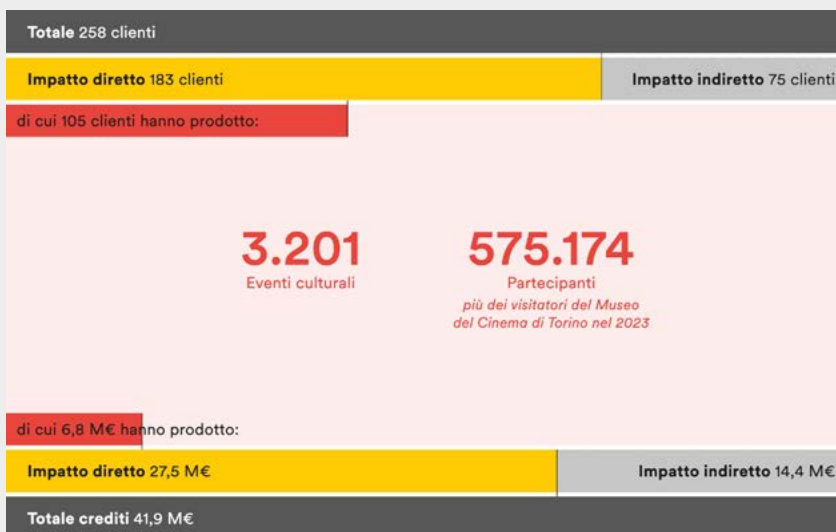 Totale 258 clienti
Impatto diretto 183 clienti
Impatto indiretto 75 clienti
di cui 105 clienti hanno prodotto:
3.201
Eventi culturali
575.174
Partecipanti
più dei visitatori del Museo
del Cinema di Torino nel 2023
di cui 6,8 M€ hanno prodotto:
Impatto diretto 27,5 M€
Impatto indiretto 14,4 M€
Totale crediti 41,9 M€